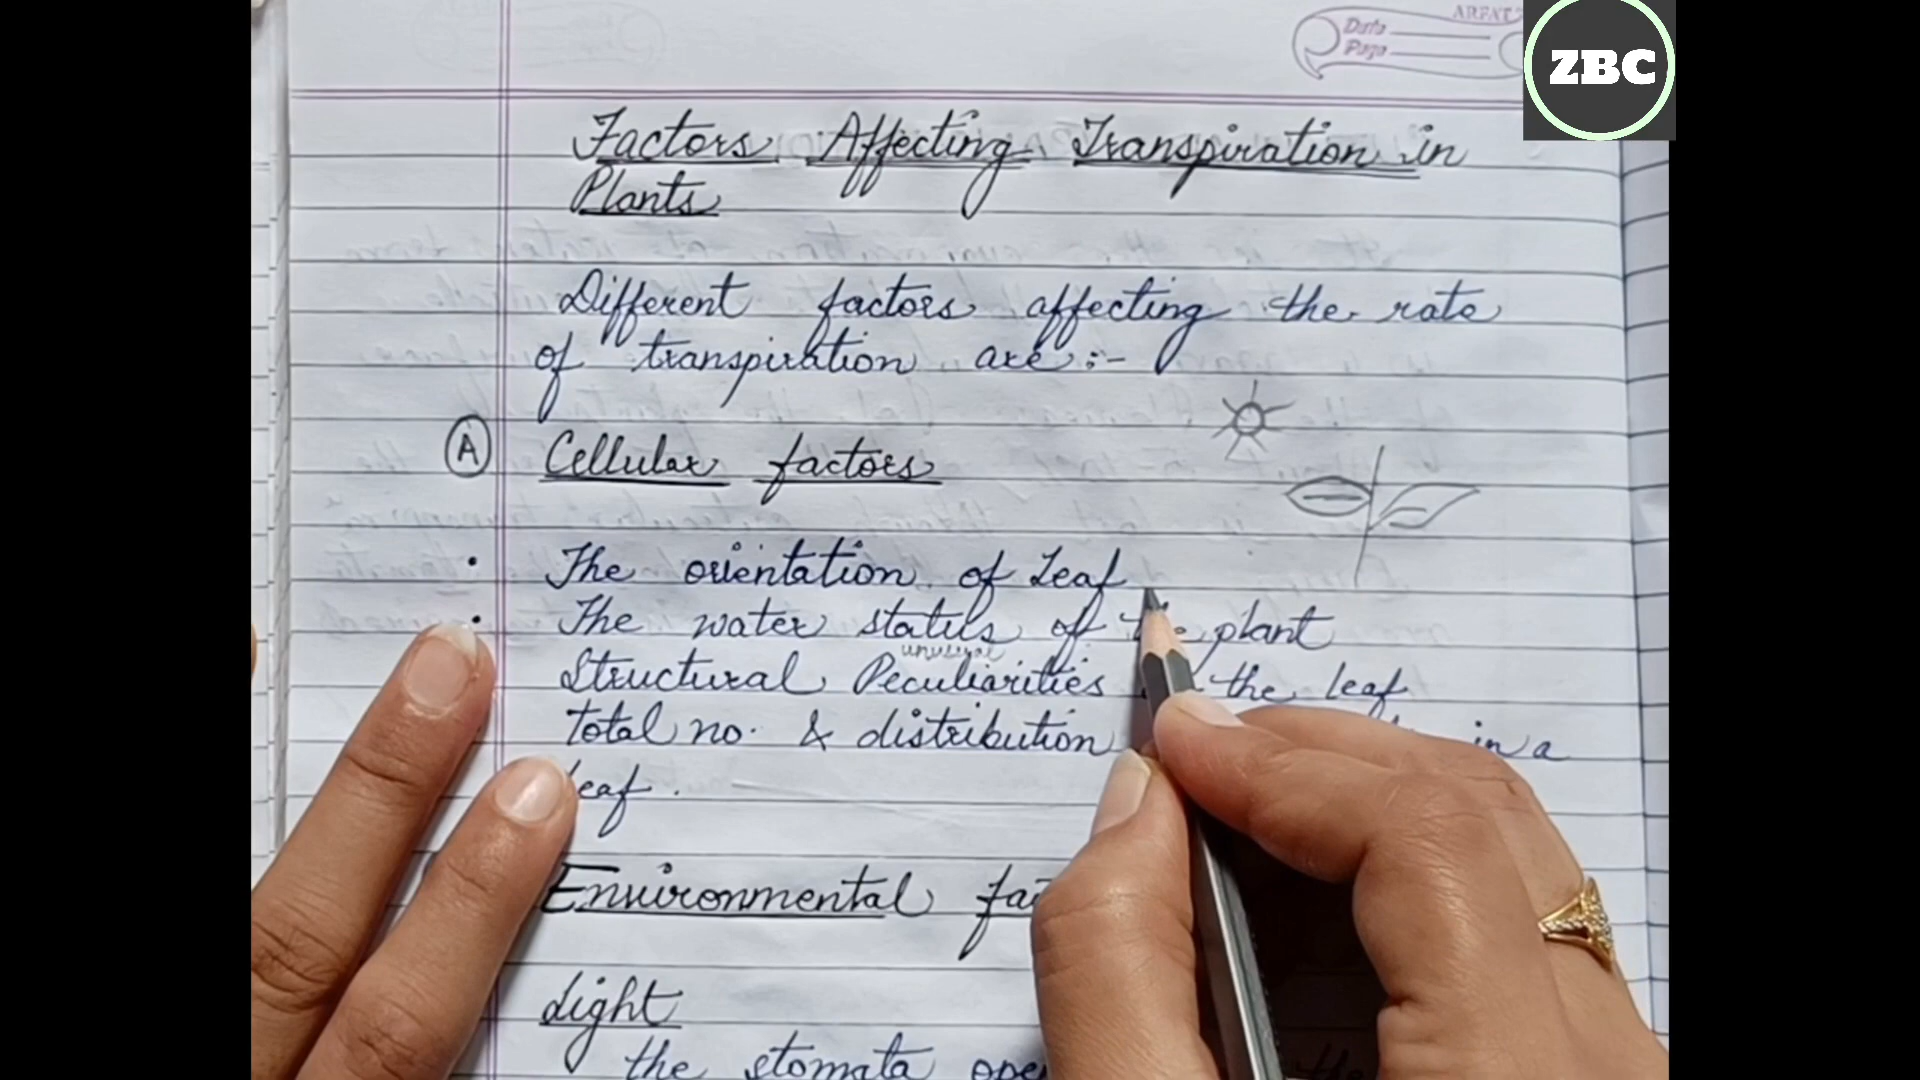 ARFAT
Date
Page
ZBC
Factors Affecting Transpiration in
Plants
Different factors affecting the rate
of transpiration are :-
A Cellular factors
• The orientation of Leaf
• The water status of the plant
unusual
Structural Peculiarities the leaf
Total no. & distribution in a
leaf.
Environmental
Light
the stomata